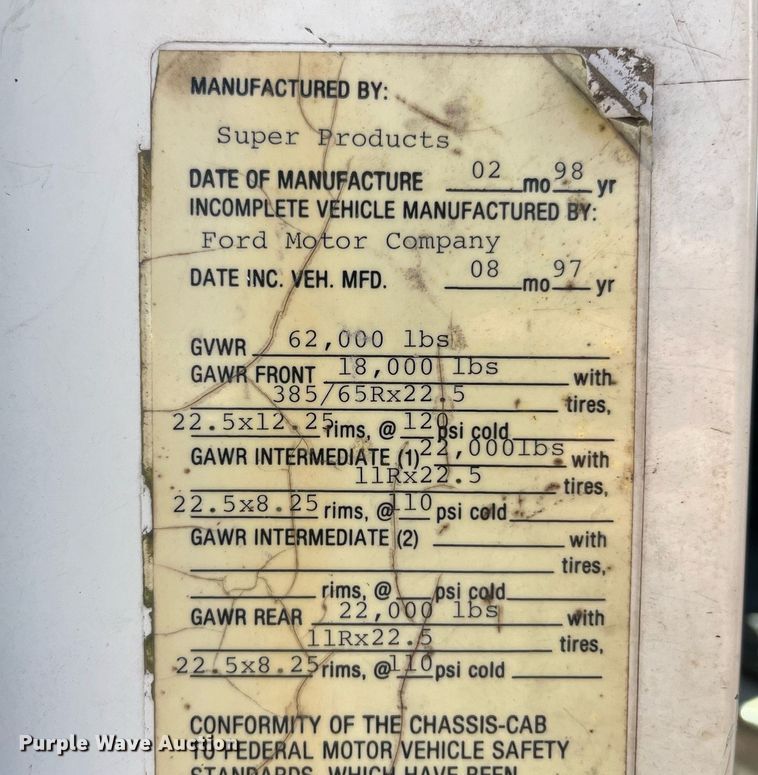 MANUFACTURED BY:
Super Products
DATE OF MANUFACTURE 02 mo 98 yr
INCOMPLETE VEHICLE MANUFACTURED BY:
Ford Motor Company
DATE INC. VEH. MFD. 08 mo 97 yr
GVWR 62,000 lbs
GAWR FRONT 18,000 lbs with
385/65Rx22.5 tires,
22.5x12.25 rims, @ 120 psi cold
GAWR INTERMEDIATE (1) 22,000lbs with
11Rx22.5 tires,
22.5x8.25 rims, @ 110 psi cold
GAWR INTERMEDIATE (2) with
tires,
rims, @ psi cold
GAWR REAR 22,000 lbs with
11Rx22.5 tires,
22.5x8.25 rims, @ 110 psi cold
CONFORMITY OF THE CHASSIS-CAB
TO FEDERAL MOTOR VEHICLE SAFETY
STANDARDS, WHICH HAVE BEEN
Purple Wave Auction